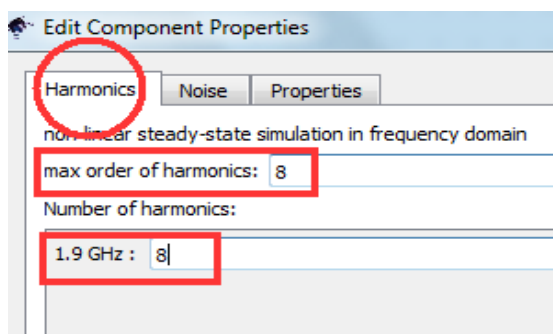 Edit Component Properties
Harmonics Noise Properties
non-linear steady-state simulation in frequency domain
max order of harmonics: 8
Number of harmonics:
1.9 GHz : 8